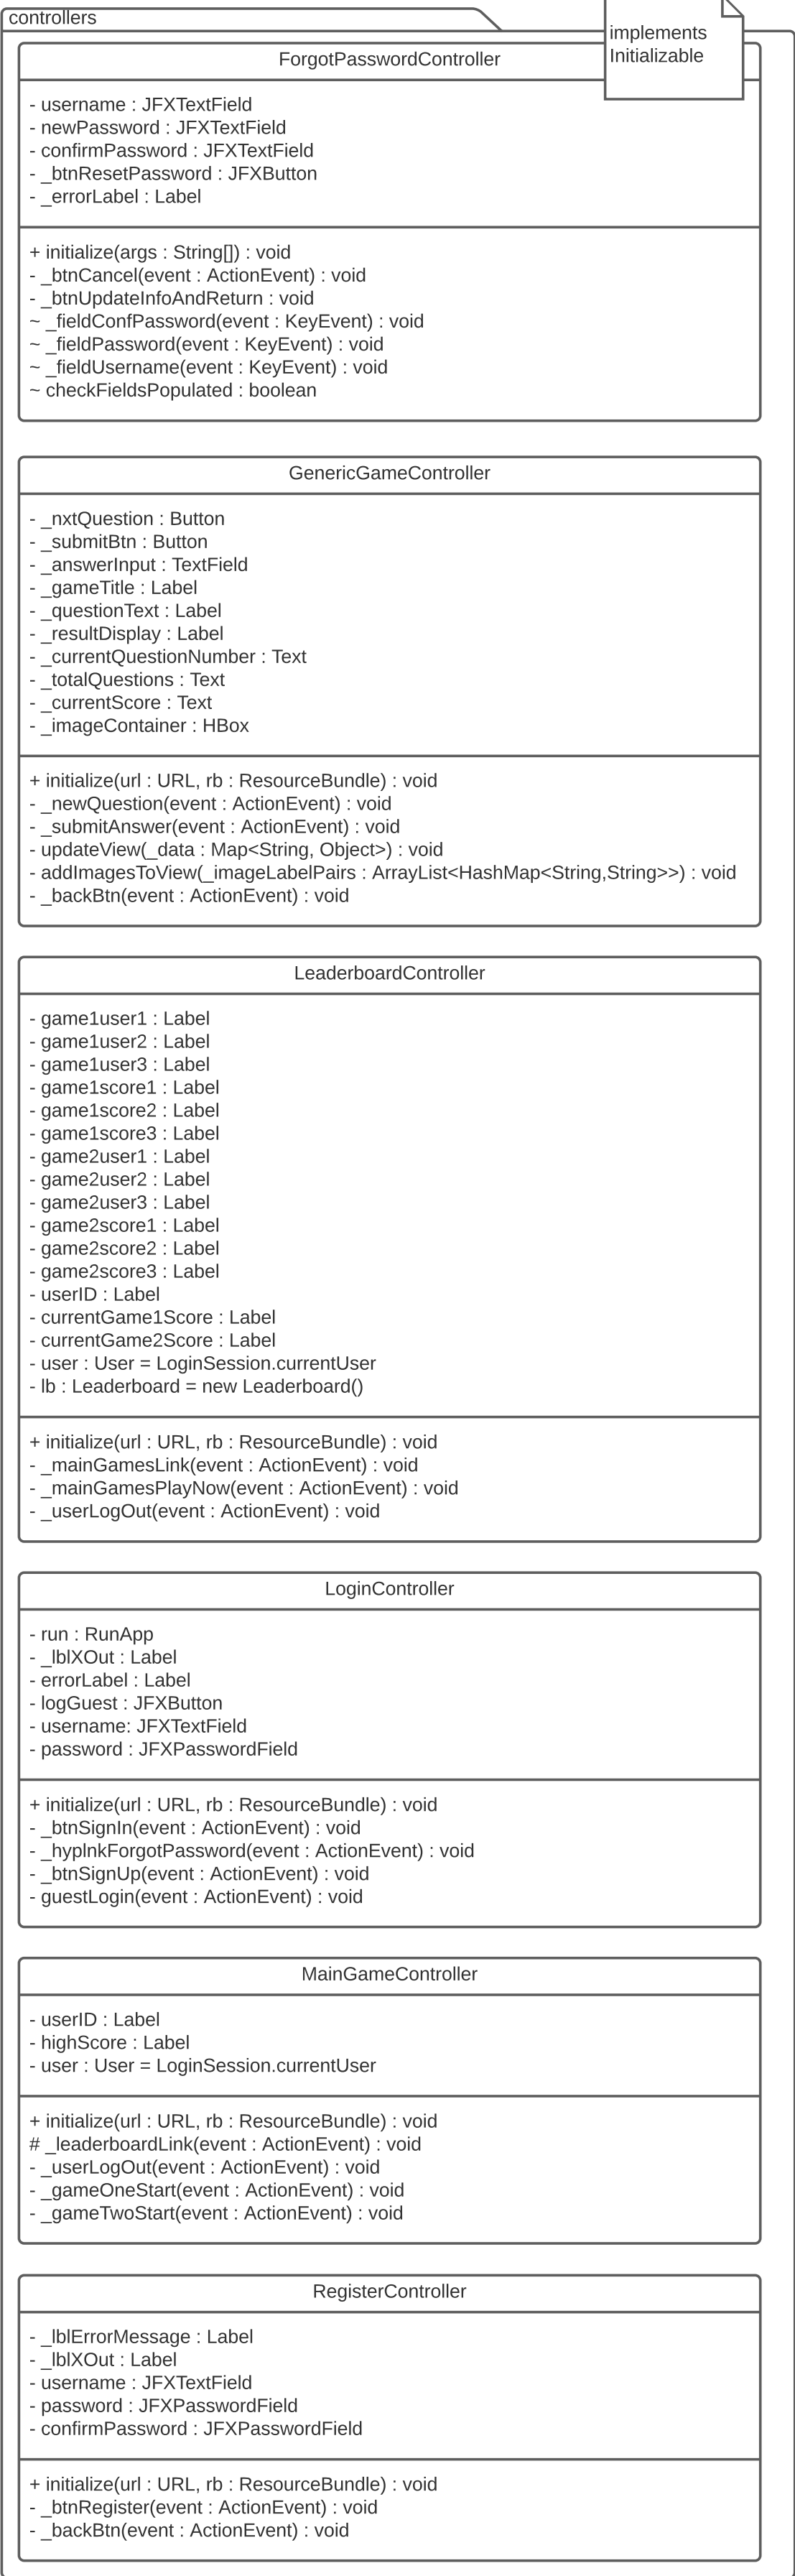 controllers
implements
Initializable
ForgotPasswordController
- username : JFXTextField
- newPassword : JFXTextField
- confirmPassword : JFXTextField
- _btnResetPassword : JFXButton
- _errorLabel : Label
+ initialize(args : String[]) : void
- _btnCancel(event : ActionEvent) : void
- _btnUpdateInfoAndReturn : void
~ _fieldConfPassword(event : KeyEvent) : void
~ _fieldPassword(event : KeyEvent) : void
~ _fieldUsername(event : KeyEvent) : void
~ checkFieldsPopulated : boolean
GenericGameController
- _nxtQuestion : Button
- _submitBtn : Button
- _answerInput : TextField
- _gameTitle : Label
- _questionText : Label
- _resultDisplay : Label
- _currentQuestionNumber : Text
- _totalQuestions : Text
- _currentScore : Text
- _imageContainer : HBox
+ initialize(url : URL, rb : ResourceBundle) : void
- _newQuestion(event : ActionEvent) : void
- _submitAnswer(event : ActionEvent) : void
- updateView(_data : Map<String, Object>) : void
- addImagesToView(_imageLabelPairs : ArrayList<HashMap<String,String>>) : void
- _backBtn(event : ActionEvent) : void
LeaderboardController
- game1user1 : Label
- game1user2 : Label
- game1user3 : Label
- game1score1 : Label
- game1score2 : Label
- game1score3 : Label
- game2user1 : Label
- game2user2 : Label
- game2user3 : Label
- game2score1 : Label
- game2score2 : Label
- game2score3 : Label
- userID : Label
- currentGame1Score : Label
- currentGame2Score : Label
- user : User = LoginSession.currentUser
- lb : Leaderboard = new Leaderboard()
+ initialize(url : URL, rb : ResourceBundle) : void
- _mainGamesLink(event : ActionEvent) : void
- _mainGamesPlayNow(event : ActionEvent) : void
- _userLogOut(event : ActionEvent) : void
LoginController
- run : RunApp
- _lblXOut : Label
- errorLabel : Label
- logGuest : JFXButton
- username: JFXTextField
- password : JFXPasswordField
+ initialize(url : URL, rb : ResourceBundle) : void
- _btnSignIn(event : ActionEvent) : void
- _hyplnkForgotPassword(event : ActionEvent) : void
- _btnSignUp(event : ActionEvent) : void
- guestLogin(event : ActionEvent) : void
MainGameController
- userID : Label
- highScore : Label
- user : User = LoginSession.currentUser
+ initialize(url : URL, rb : ResourceBundle) : void
# _leaderboardLink(event : ActionEvent) : void
- _userLogOut(event : ActionEvent) : void
- _gameOneStart(event : ActionEvent) : void
- _gameTwoStart(event : ActionEvent) : void
RegisterController
- _lblErrorMessage : Label
- _lblXOut : Label
- username : JFXTextField
- password : JFXPasswordField
- confirmPassword : JFXPasswordField
+ initialize(url : URL, rb : ResourceBundle) : void
- _btnRegister(event : ActionEvent) : void
- _backBtn(event : ActionEvent) : void